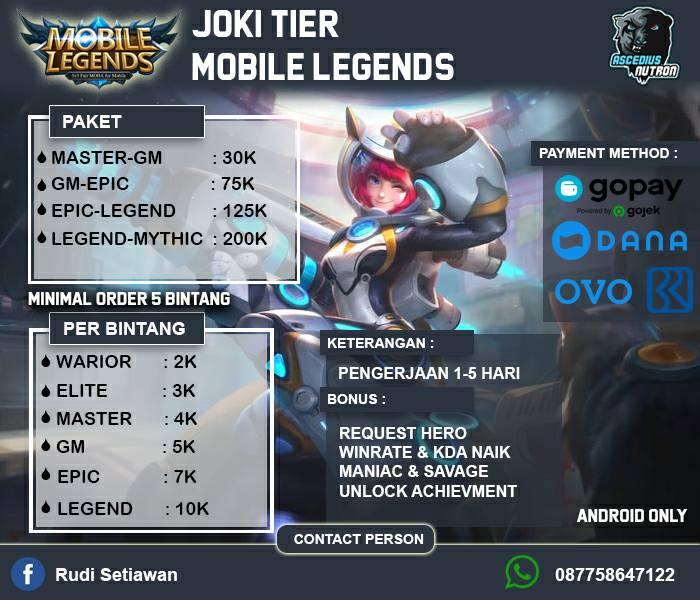 MOBILE
LEGENDS
5v5 Fair MOBA for Mobile
JOKI TIER
MOBILE LEGENDS
ASCEDIUS
NUTRON
PAKET
MASTER-GM : 30K
GM-EPIC : 75K
EPIC-LEGEND : 125K
LEGEND-MYTHIC : 200K
PAYMENT METHOD :
gopay
Powered by gojek
DANA
OVO
MINIMAL ORDER 5 BINTANG
PER BINTANG
WARIOR : 2K
ELITE : 3K
MASTER : 4K
GM : 5K
EPIC : 7K
LEGEND : 10K
KETERANGAN :
PENGERJAAN 1-5 HARI
BONUS :
REQUEST HERO
WINRATE & KDA NAIK
MANIAC & SAVAGE
UNLOCK ACHIEVMENT
ANDROID ONLY
CONTACT PERSON
Rudi Setiawan
087758647122